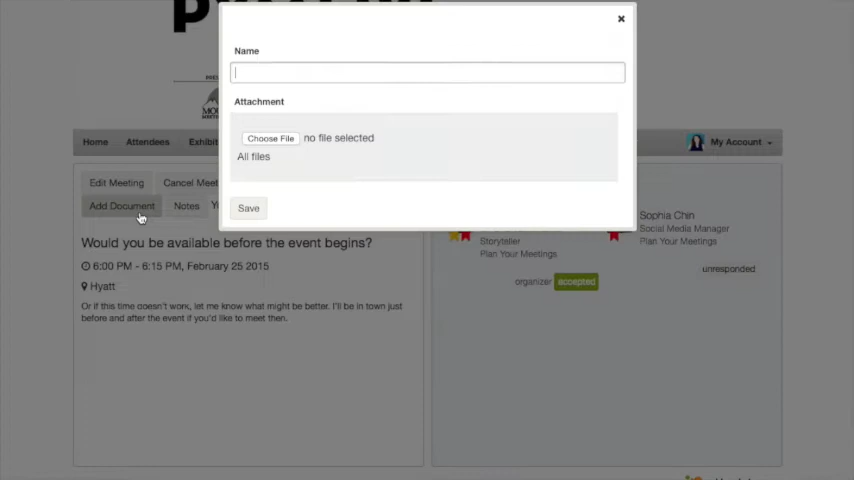 Name
Attachment
Choose File no file selected
All files
Save
Home Attendees My Account
Edit Meeting
Add Document Notes
Would you be available before the event begins?
6:00 PM - 6:15 PM, February 25 2015
Hyatt
Or if this time doesn't work, let me know what might be better. I'll be in town just
before and after the event if you'd like to meet then.
Storyteller
Plan Your Meetings
organizer accepted
Sophia Chin
Social Media Manager
Plan Your Meetings
unresponded